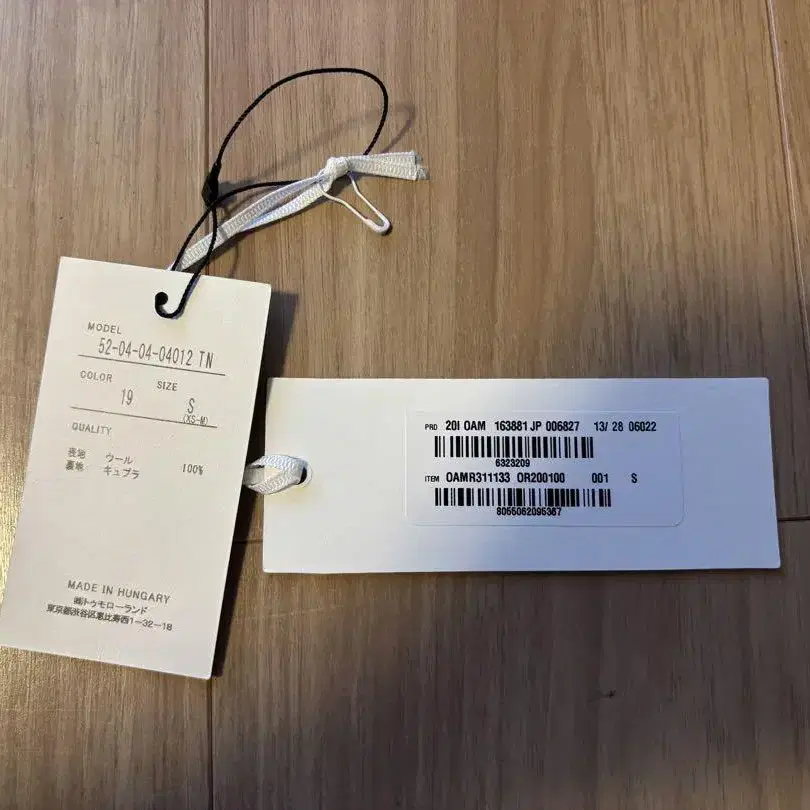 MODEL
52-04-04-04012 TN
COLOR SIZE
19 S
(XS-M)
QUALITY
表地 ウール 100%
裏地 キュプラ
MADE IN HUNGARY
㈱トゥモローランド
東京都渋谷区恵比寿西1-32-18
PRD 20I OAM 163881 JP 006827 13/ 28 06022
6323209
ITEM OAMR311133 OR200100 001 S
8055062095367